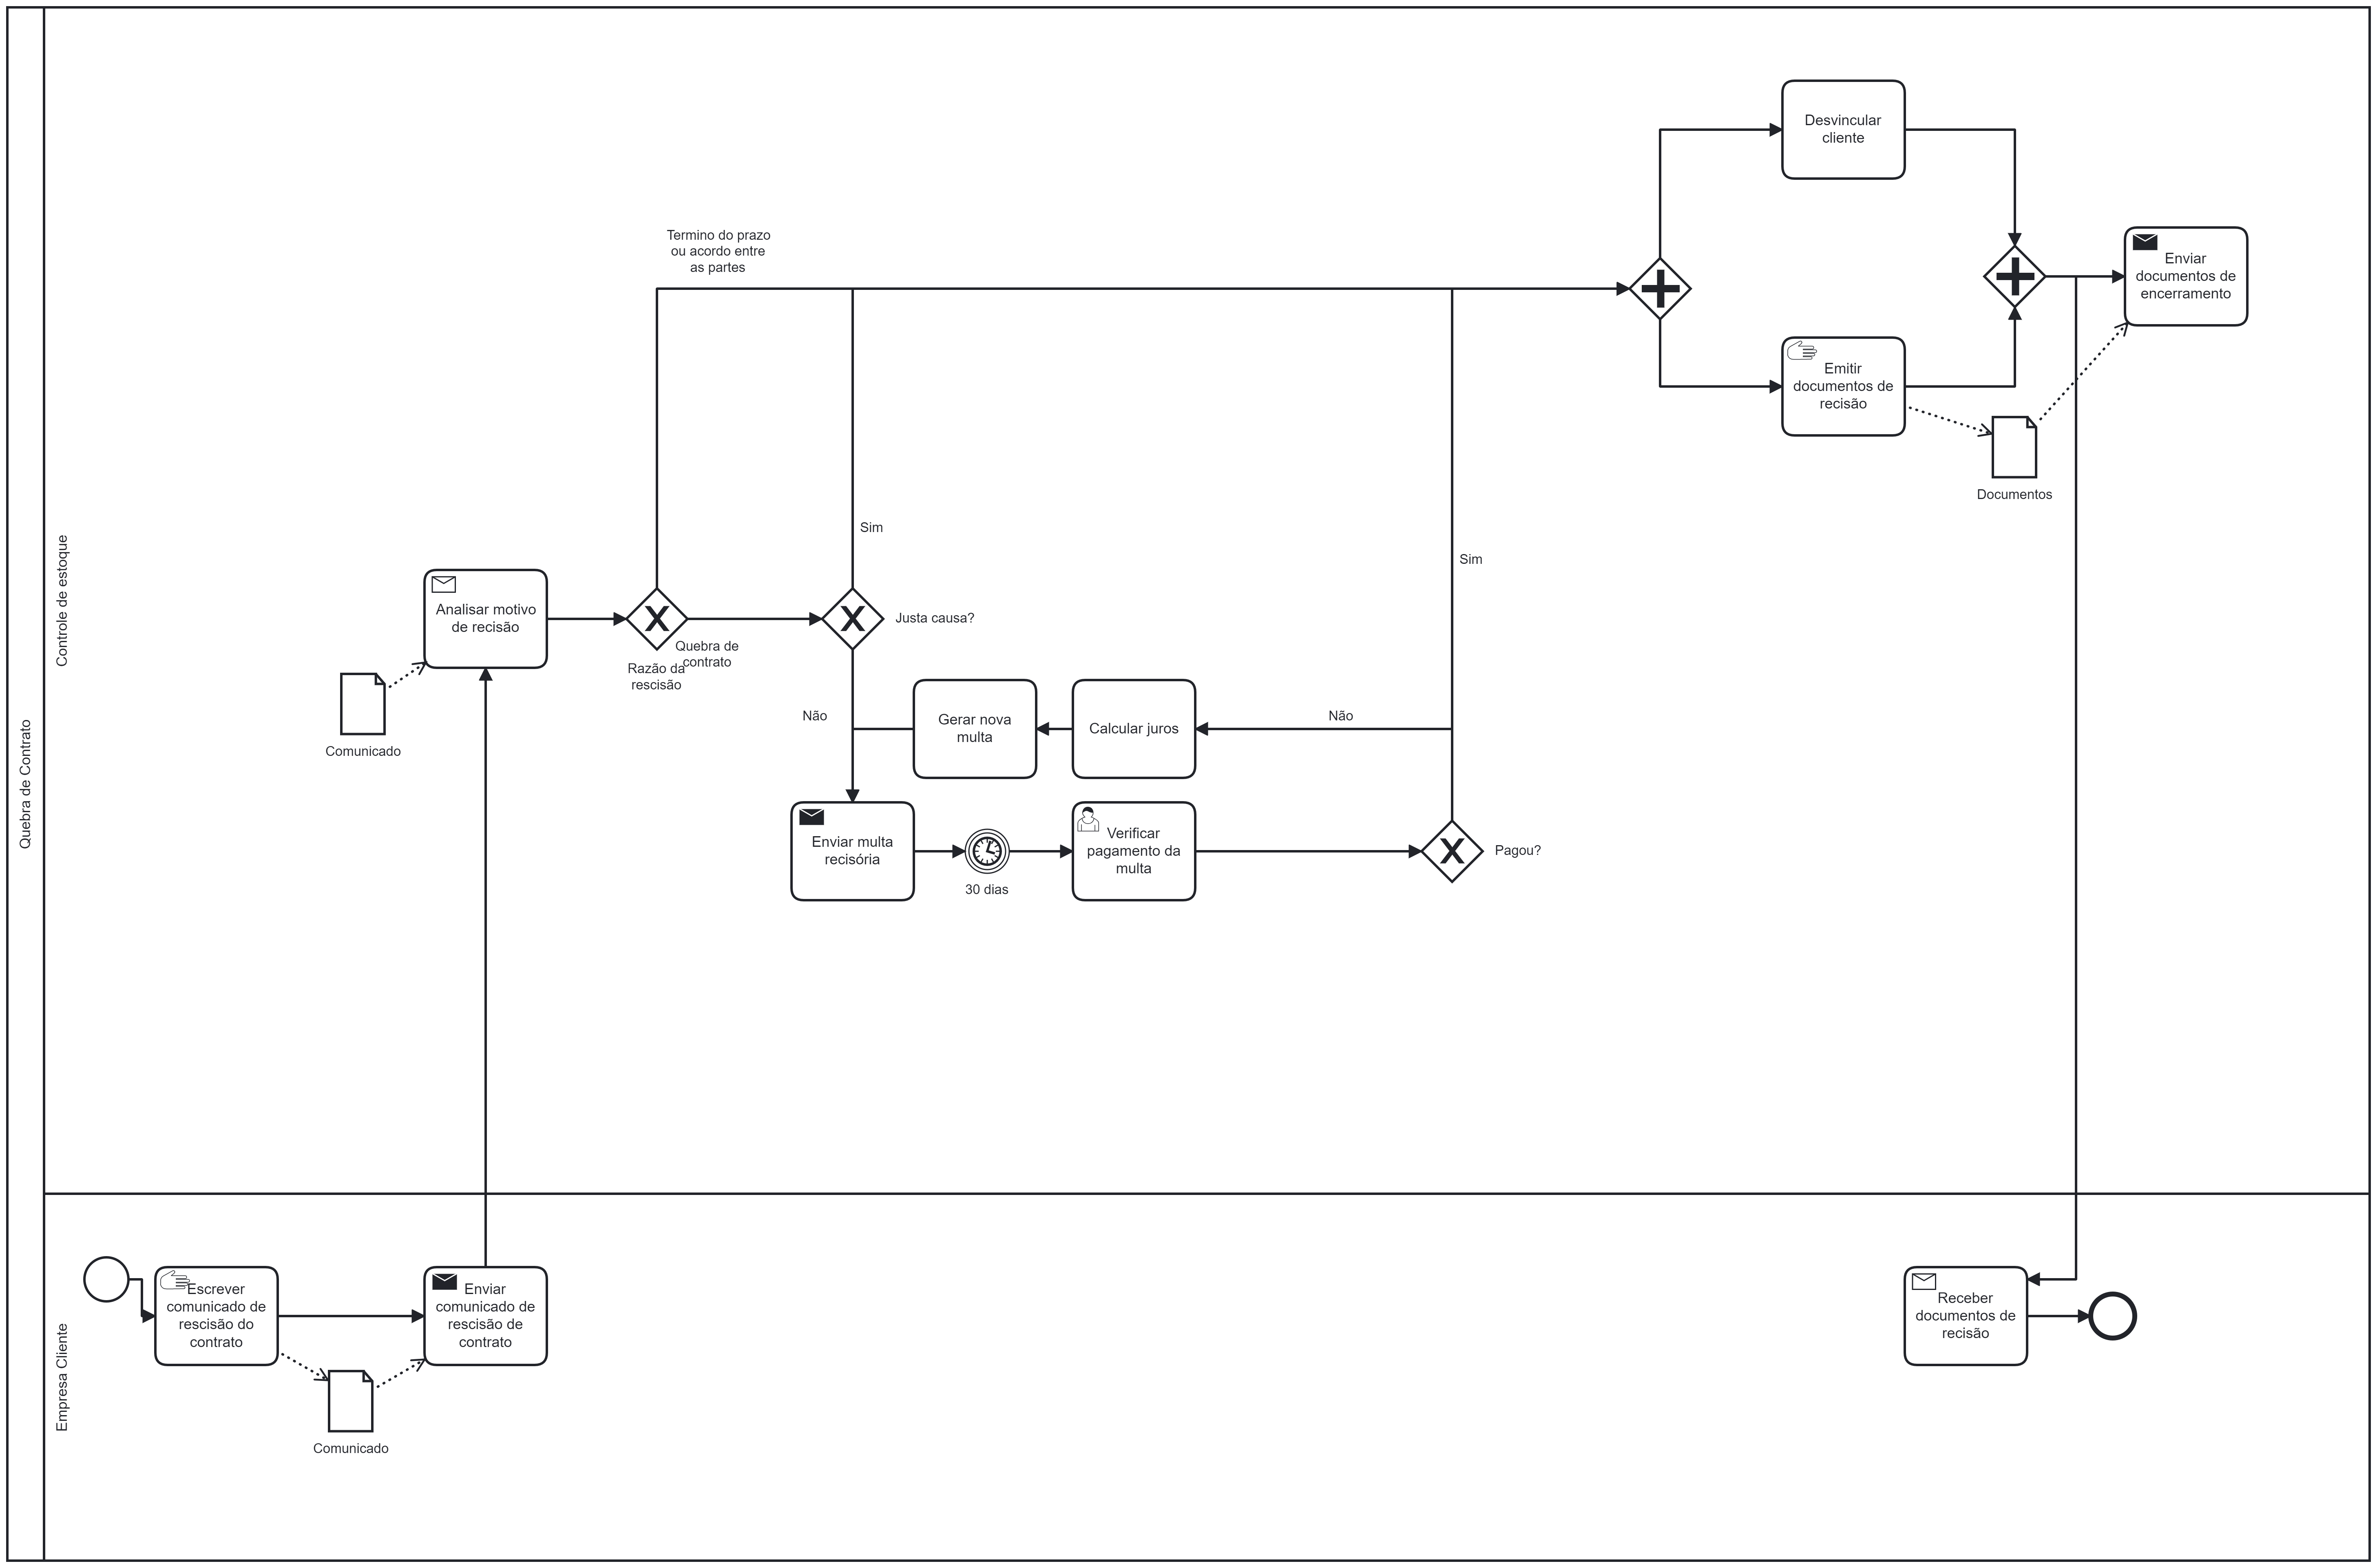 Quebra de Contrato
Controle de estoque
Desvincular
cliente
Termino do prazo
ou acordo entre
as partes
Enviar
documentos de
encerramento
Emitir
documentos de
recisão
Documentos
Sim
Sim
Analisar motivo
de recisão
Justa causa?
Quebra de
contrato
Razão da
rescisão
Comunicado
Não
Gerar nova
multa
Calcular juros
Não
Enviar multa
recisória
30 dias
Verificar
pagamento da
multa
Pagou?
Empresa Cliente
Escrever
comunicado de
rescisão do
contrato
Enviar
comunicado de
rescisão de
contrato
Comunicado
Receber
documentos de
recisão